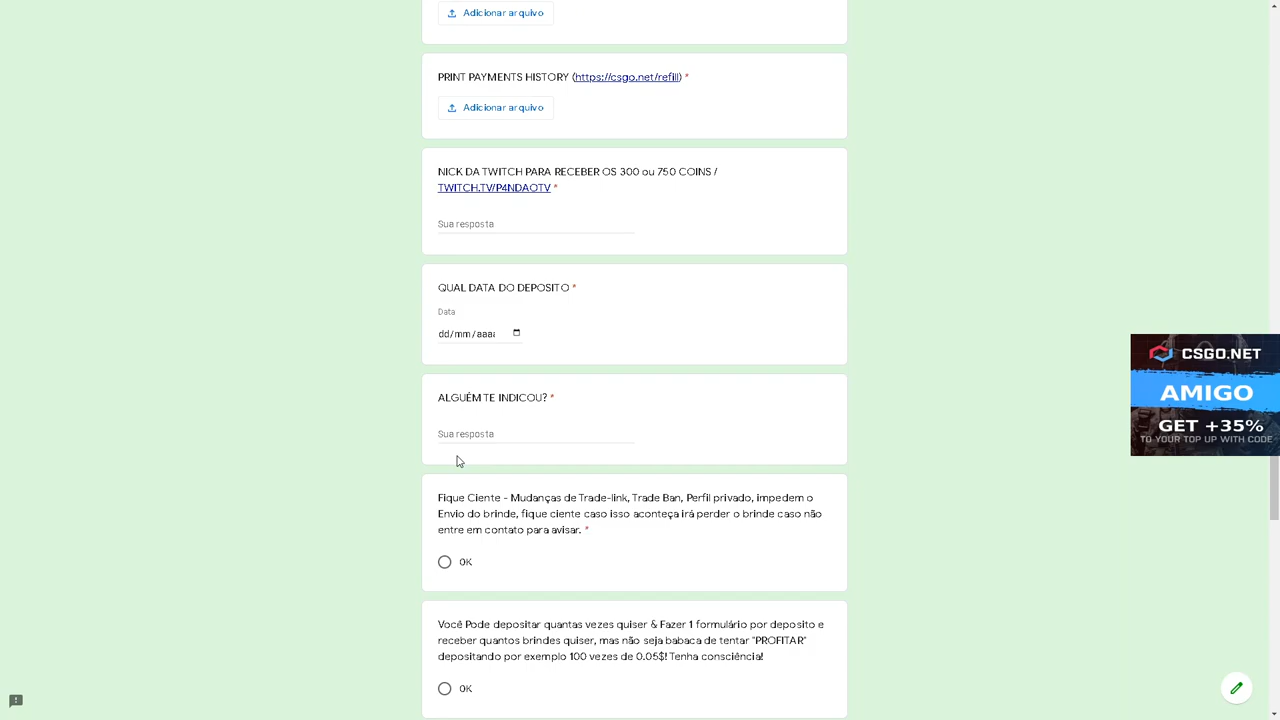 Adicionar arquivo
PRINT PAYMENTS HISTORY (https://csgo.net/refill) *
Adicionar arquivo
NICK DA TWITCH PARA RECEBER OS 300 ou 750 COINS /
TWITCH.TV/P4NDAOTV *
Sua resposta
QUAL DATA DO DEPOSITO *
Data
dd/mm/aaaa
ALGUÉM TE INDICOU? *
Sua resposta
Fique Ciente - Mudanças de Trade-link, Trade Ban, Perfil privado, impedem o
Envio do brinde, fique ciente caso isso aconteça irá perder o brinde caso não
entre em contato para avisar. *
OK
Você Pode depositar quantas vezes quiser & Fazer 1 formulário por deposito e
receber quantos brindes quiser, mas não seja babaca de tentar "PROFITAR"
depositando por exemplo 100 vezes de 0.05$! Tenha consciência!
OK
CSGO.NET
AMIGO
GET +35%
TO YOUR TOP UP WITH CODE